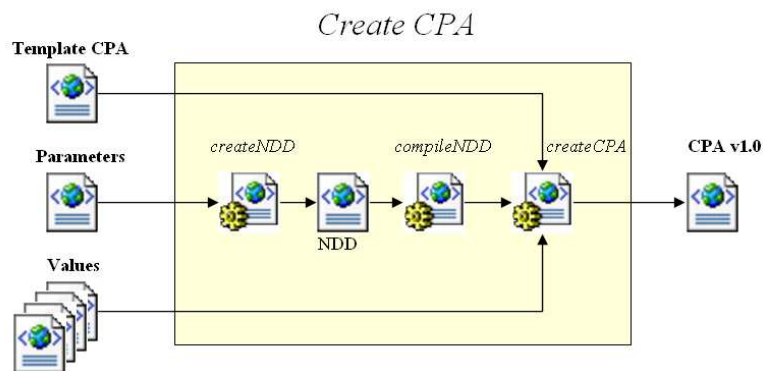 Create CPA
Template CPA
createNDD
compileNDD
createCPA
Parameters
CPA v1.0
NDD
Values